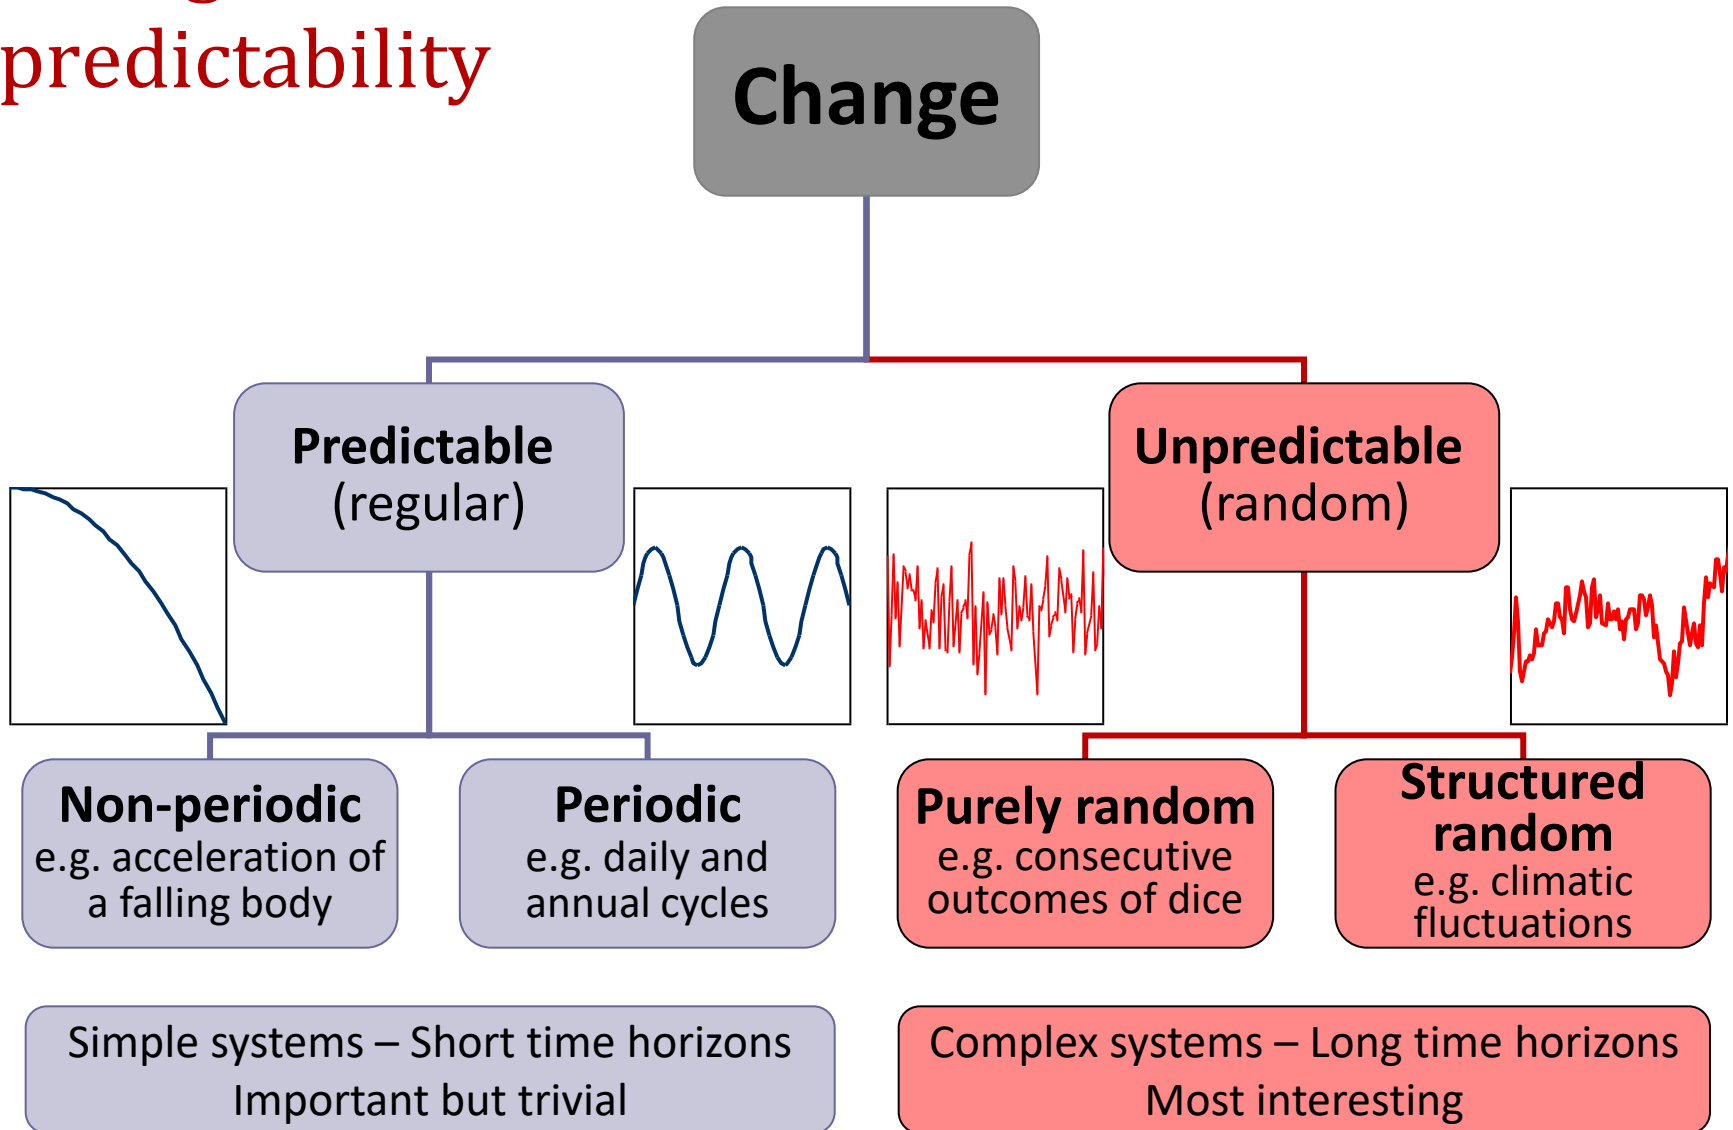 predictability
Change
Predictable
(regular)
Unpredictable
(random)
Non-periodic
e.g. acceleration of
a falling body
Periodic
e.g. daily and
annual cycles
Purely random
e.g. consecutive
outcomes of dice
Structured
random
e.g. climatic
fluctuations
Simple systems – Short time horizons
Important but trivial
Complex systems – Long time horizons
Most interesting